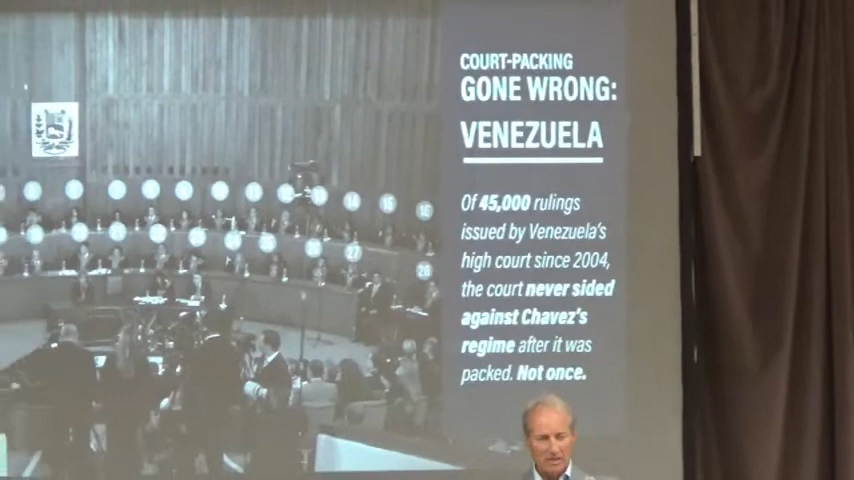 COURT-PACKING
GONE WRONG:
VENEZUELA
Of 45,000 rulings
issued by Venezuela's
high court since 2004,
the court never sided
against Chavez's
regime after it was
packed. Not once.